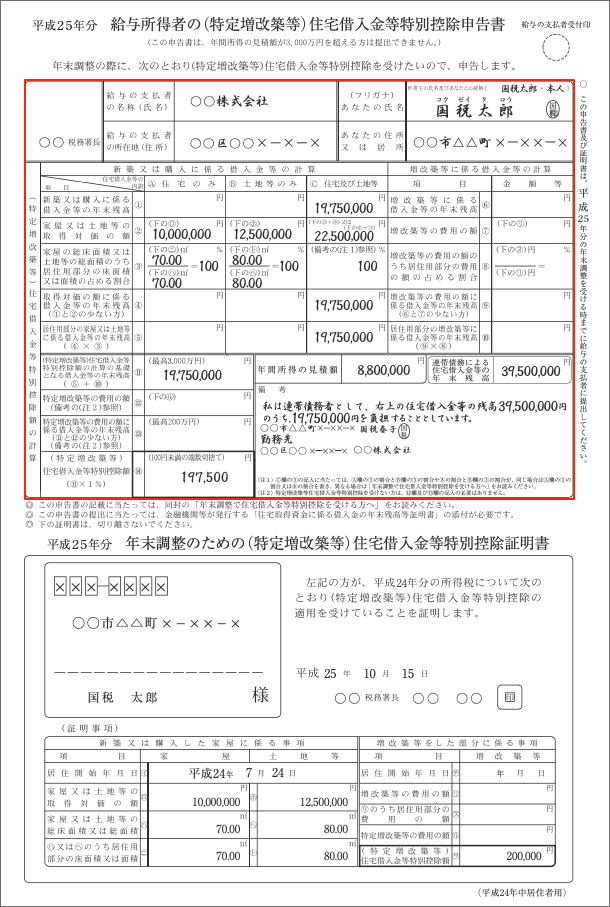 平成25年分 給与所得者の(特定増改築等)住宅借入金等特別控除申告書
給与の支払者受付印
(この申告書は、年間所得の見積額が3,000万円を超える方は提出できません。)
年末調整の際に、次のとおり(特定増改築等)住宅借入金等特別控除を受けたいので、申告します。
○○ 税務署長
給与の支払者の名称(氏名)
○○株式会社
(フリガナ)
あなたの氏名
世帯主の氏名及びあなたとの続柄( 国税太郎・本人)
コウ ゼイ タ ロウ
国税太郎
国税
給与の支払者の所在地(住所)
○○区○○×-×-×
あなたの住所又は居所
○○市△△町×-××-×
○ この申告書及び証明書は、平成25年分の年末調整を受ける時までに給与の支払者に提出してください。
(特定増改築等)住宅借入金等特別控除額の計算
新築又は購入に係る借入金等の計算
増改築等に係る借入金等の計算
項目
住宅借入金等の内訳
Ⓐ 住宅のみ
Ⓑ 土地等のみ
Ⓒ 住宅及び土地等
項目
金額等
新築又は購入に係る借入金等の年末残高 ①
円
円
19,750,000 円
増改築等に係る借入金等の年末残高 ⑥
円
家屋又は土地等の取得対価の額 ②
(下の㋺) 10,000,000 円
(下の㋭) 12,500,000 円
22,500,000 円
増改築等の費用の額 ⑦
円
家屋の総床面積又は土地等の総面積のうち居住用部分の床面積又は面積の占める割合 ③
(下の㋥)㎡ %
70.00
70.00
=100
(下の㋣)㎡ %
80.00
80.00
=100
(備考の(注1)参照)%
100
増改築等の費用の額のうち居住用部分の費用の額の占める割合 ⑧
円 %
円
取得対価の額に係る借入金等の年末残高(①と②の少ない方) ④
19,750,000 円
増改築等の費用の額に係る借入金等の年末残高(⑥と⑦の少ない方) ⑨
円
居住用部分の家屋又は土地等に係る借入金等の年末残高(④×③) ⑤
19,750,000 円
居住用部分の増改築等に係る借入金等の年末残高(⑨×⑧) ⑩
円
(特定増改築等)住宅借入金等特別控除額の計算の基礎となる借入金等の年末残高(⑤+⑩) ⑪
(最高3,000万円) 円
19,750,000
年間所得の見積額
8,800,000 円
連帯債務による住宅借入金等の年末残高
39,500,000 円
特定増改築等の費用の額(備考の(注2)参照) ⑫
円
特定増改築等の費用の額に係る借入金等の年末残高(⑪と⑫の少ない方)(備考の(注2)参照) ⑬
(最高200万円) 円
(特定増改築等)住宅借入金等特別控除額(⑪×1%) ⑭
(100円未満の端数切捨て) 円
197,500
備考
私は連帯債務者として、右上の住宅借入金等の残高39,500,000円
のうち、19,750,000円を負担することとしています。
○○市△△町×-××-× 国税春子 国税
勤務先
○○区○○×-××-× ○○株式会社
(注2)特定増改築等住宅借入金等特別控除を受けない方は、⑫欄及び⑬欄の記入の必要はありません。
◎ この申告書の記載に当たっては、同封の「年末調整で住宅借入金等特別控除を受ける方へ」をお読みください。
◎ この申告書の提出に当たっては、金融機関等が発行する「住宅取得資金に係る借入金の年末残高等証明書」の添付が必要です。
◎ 下の証明書は、切り離さないでください。
平成25年分 年末調整のための(特定増改築等)住宅借入金等特別控除証明書
×××-××××
○○市△△町×-××-×
国税 太郎 様
左記の方が、平成24年分の所得税について次の
とおり(特定増改築等)住宅借入金等特別控除の
適用を受けていることを証明します。
平成 25 年 10 月 15 日
○○ 税務署長 ○○ ○○ 印
(証明事項)
新築又は購入した家屋に係る事項
増改築等をした部分に係る事項
項目
家屋
土地等
項目
増改築等
居住開始年月日 ㋑
平成24年 7月 24日
居住開始年月日
年 月 日
家屋又は土地等の取得対価の額 ㋺
10,000,000 円
㋭
12,500,000 円
増改築等の費用の額
円
家屋又は土地等の総床面積又は総面積 ㋩
70.00 ㎡
㋬
80.00 ㎡
㋷のうち居住用部分の費用の額
円
㋩又は㋬のうち居住用部分の床面積又は面積 ㋥
70.00 ㎡
㋣
80.00 ㎡
特定増改築等の費用の額
円
(特定増改築等)住宅借入金等特別控除額
200,000 円
(平成24年中居住者用)